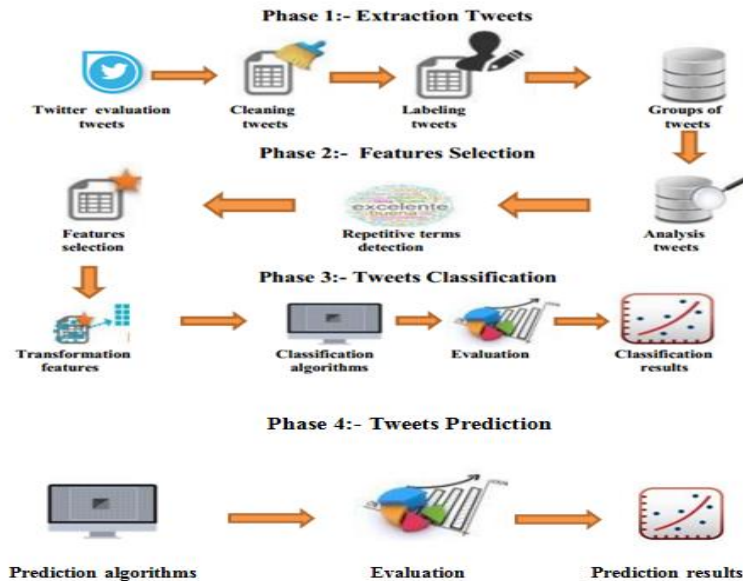 Phase 1:- Extraction Tweets
Twitter evaluation
tweets
Cleaning
tweets
Labeling
tweets
Groups of
tweets
Phase 2:- Features Selection
Features
selection
excelente
buena
Repetitive terms
detection
Analysis
tweets
Phase 3:- Tweets Classification
Transformation
features
Classification
algorithms
Evaluation
Classification
results
Phase 4:- Tweets Prediction
Prediction algorithms
Evaluation
Prediction results